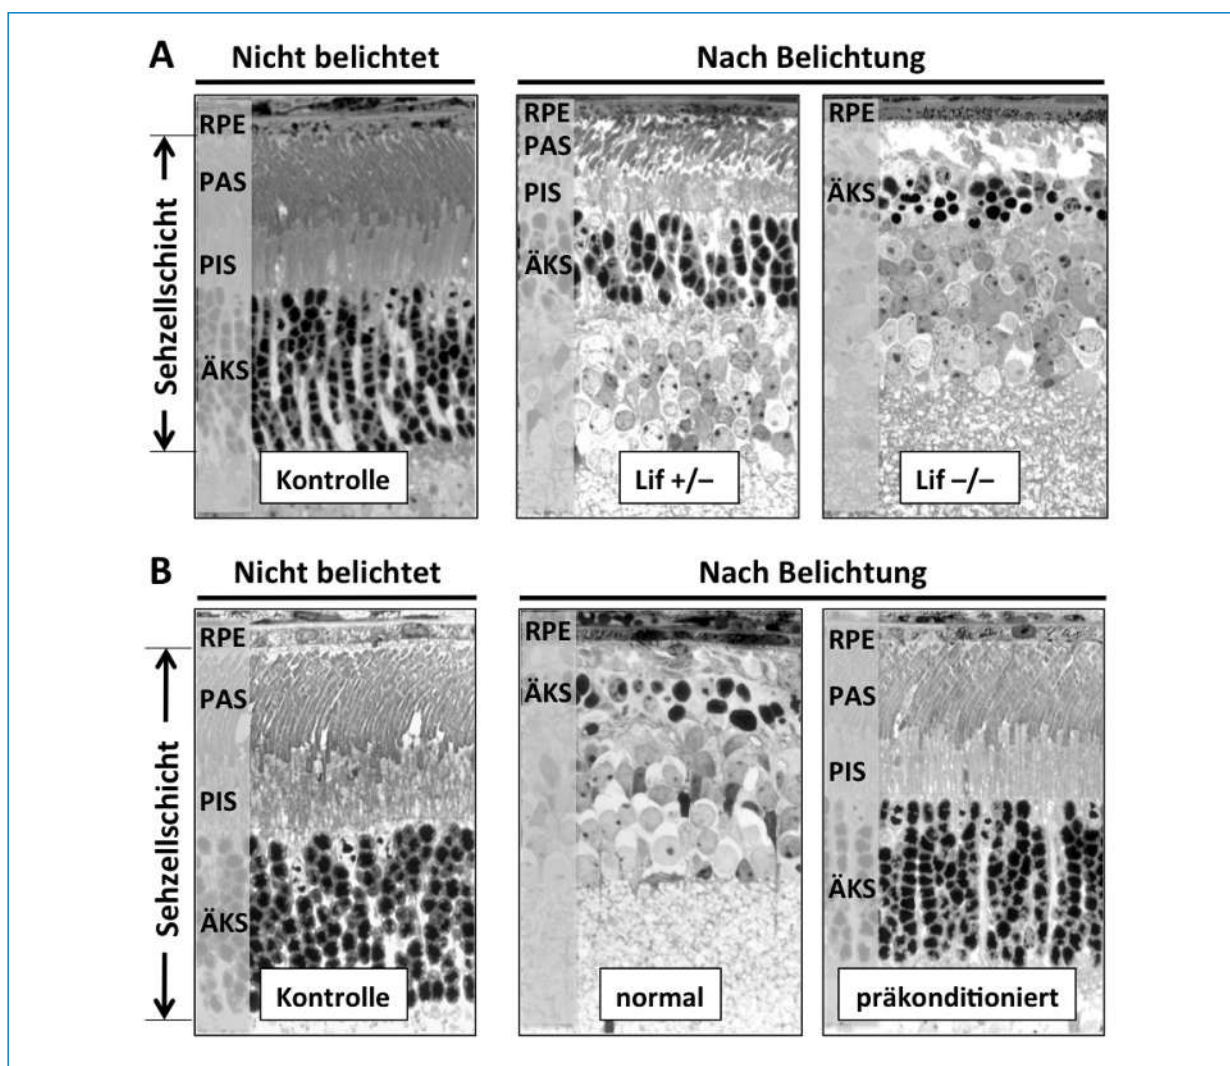 A
Nicht belichtet
Nach Belichtung
Sehzellschicht
RPE
PAS
PIS
ÄKS
Kontrolle
RPE
PAS
PIS
ÄKS
Lif +/–
RPE
ÄKS
Lif –/–
B
Nicht belichtet
Nach Belichtung
Sehzellschicht
RPE
PAS
PIS
ÄKS
Kontrolle
RPE
ÄKS
normal
RPE
PAS
PIS
ÄKS
präkonditioniert